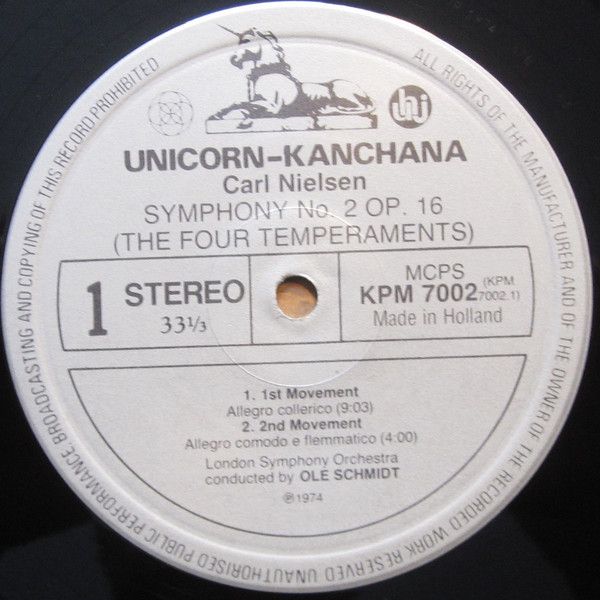 UNICORN-KANCHANA
Carl Nielsen
SYMPHONY No. 2 OP. 16
(THE FOUR TEMPERAMENTS)
1 STEREO
33⅓
MCPS
KPM 7002 (KPM 7002.1)
Made in Holland
1. 1st Movement
Allegro collerico (9:03)
2. 2nd Movement
Allegro comodo e flemmatico (4:00)
London Symphony Orchestra
conducted by OLE SCHMIDT
℗1974
ALL RIGHTS OF THE MANUFACTURER AND OF THE OWNER OF THE RECORDED WORK RESERVED UNAUTHORISED PUBLIC PERFORMANCE, BROADCASTING AND COPYING OF THIS RECORD PROHIBITED